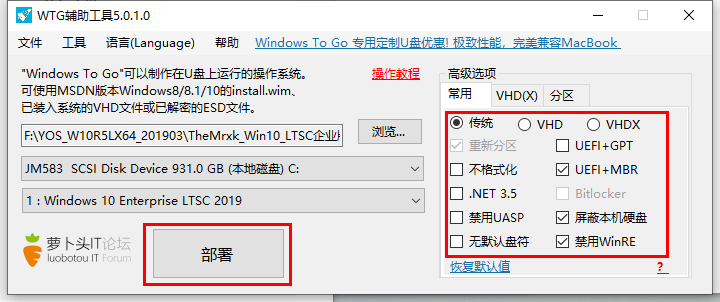 WTG辅助工具5.0.1.0
文件 工具 语言(Language) 帮助 Windows To Go 专用定制U盘优惠! 极致性能，完美兼容MacBook
"Windows To Go"可以制作在U盘上运行的操作系统。 操作教程
可使用MSDN版本Windows8/8.1/10的install.wim、
已装入系统的VHD文件或已解密的ESD文件。
F:\YOS_W10R5LX64_201903\TheMrxk_Win10_LTSC企业 浏览...
JM583 SCSI Disk Device 931.0 GB (本地磁盘) C:
1 : Windows 10 Enterprise LTSC 2019
萝卜头IT论坛
luobotou IT Forum
部署
高级选项
常用 VHD(X) 分区
传统 VHD VHDX
重新分区 UEFI+GPT
不格式化 UEFI+MBR
.NET 3.5 Bitlocker
禁用UASP 屏蔽本机硬盘
无默认盘符 禁用WinRE
恢复默认值 ?